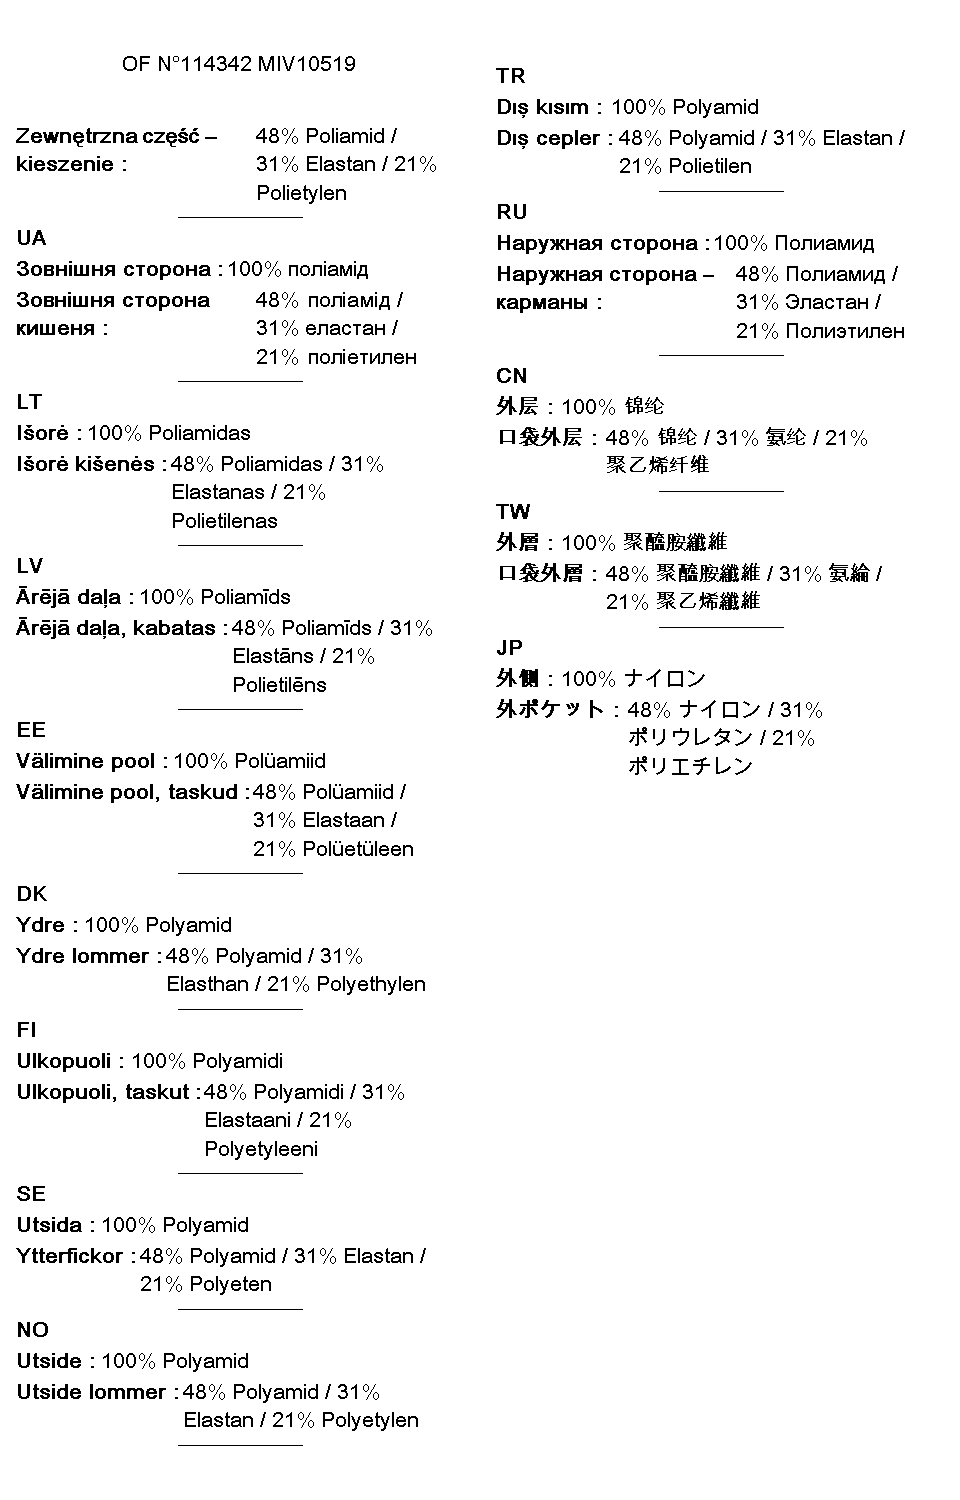 OF N°114342 MIV10519
Zewnętrzna część – 48% Poliamid /
kieszenie : 31% Elastan / 21%
Polietylen
UA
Зовнішня сторона : 100% поліамід
Зовнішня сторона 48% поліамід /
кишеня : 31% еластан /
21% поліетилен
LT
Išorė : 100% Poliamidas
Išorė kišenės : 48% Poliamidas / 31%
Elastanas / 21%
Polietilenas
LV
Ārējā daļa : 100% Poliamīds
Ārējā daļa, kabatas : 48% Poliamīds / 31%
Elastāns / 21%
Polietilēns
EE
Välimine pool : 100% Polüamiid
Välimine pool, taskud : 48% Polüamiid /
31% Elastaan /
21% Polüetüleen
DK
Ydre : 100% Polyamid
Ydre lommer : 48% Polyamid / 31%
Elasthan / 21% Polyethylen
FI
Ulkopuoli : 100% Polyamidi
Ulkopuoli, taskut : 48% Polyamidi / 31%
Elastaani / 21%
Polyetyleeni
SE
Utsida : 100% Polyamid
Ytterfickor : 48% Polyamid / 31% Elastan /
21% Polyeten
NO
Utside : 100% Polyamid
Utside lommer : 48% Polyamid / 31%
Elastan / 21% Polyetylen
TR
Dış kısım : 100% Polyamid
Dış cepler : 48% Polyamid / 31% Elastan /
21% Polietilen
RU
Наружная сторона : 100% Полиамид
Наружная сторона – 48% Полиамид /
карманы : 31% Эластан /
21% Полиэтилен
CN
外层 : 100% 锦纶
口袋外层 : 48% 锦纶 / 31% 氨纶 / 21%
聚乙烯纤维
TW
外層 : 100% 聚醯胺纖維
口袋外層 : 48% 聚醯胺纖維 / 31% 氨綸 /
21% 聚乙烯纖維
JP
外側 : 100% ナイロン
外ポケット : 48% ナイロン / 31%
ポリウレタン / 21%
ポリエチレン